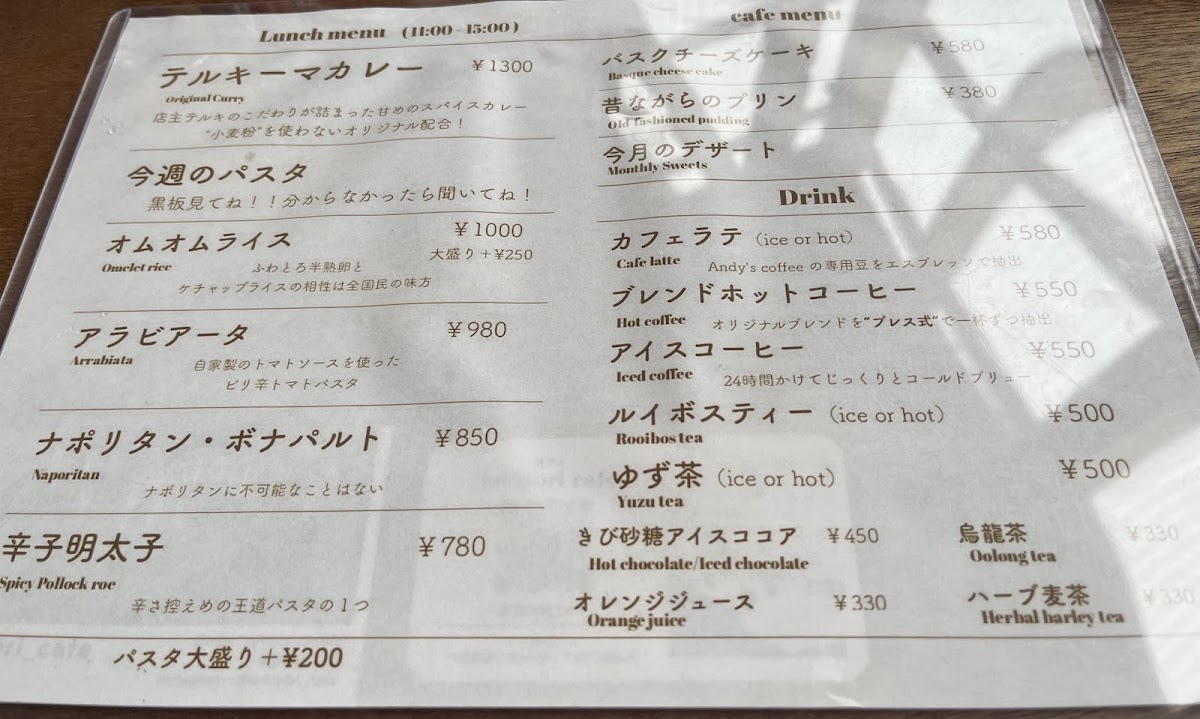 Lunch menu (11:00 - 15:00)
テルキーマカレー ¥1300
Original Curry
店主テルキのこだわりが詰まった甘めのスパイスカレー
"小麦粉"を使わないオリジナル配合！
今週のパスタ
黒板見てね！！分からなかったら聞いてね！
オムオムライス ¥1000
大盛り＋¥250
Omelet rice
ふわとろ半熟卵と
ケチャップライスの相性は全国民の味方
アラビアータ ¥980
Arrabiata
自家製のトマトソースを使った
ピリ辛トマトパスタ
ナポリタン・ボナパルト ¥850
Naporitan
ナポリタンに不可能なことはない
辛子明太子 ¥780
Spicy Pollock roe
辛さ控えめの王道パスタの1つ
パスタ大盛り＋¥200
cafe menu
バスクチーズケーキ ¥580
Basque cheese cake
昔ながらのプリン ¥380
Old fashioned pudding
今月のデザート
Monthly Sweets
Drink
カフェラテ (ice or hot) ¥580
Cafe latte
Andy's coffee の専用豆をエスプレッソで抽出
ブレンドホットコーヒー ¥550
Hot coffee
オリジナルブレンドを"プレス式"で一杯ずつ抽出
アイスコーヒー ¥550
Iced coffee
24時間かけてじっくりとコールドブリュー
ルイボスティー (ice or hot) ¥500
Rooibos tea
ゆず茶 (ice or hot) ¥500
Yuzu tea
きび砂糖アイスココア ¥450
Hot chocolate/Iced chocolate
烏龍茶 ¥330
Oolong tea
オレンジジュース ¥330
Orange juice
ハーブ麦茶 ¥330
Herbal barley tea